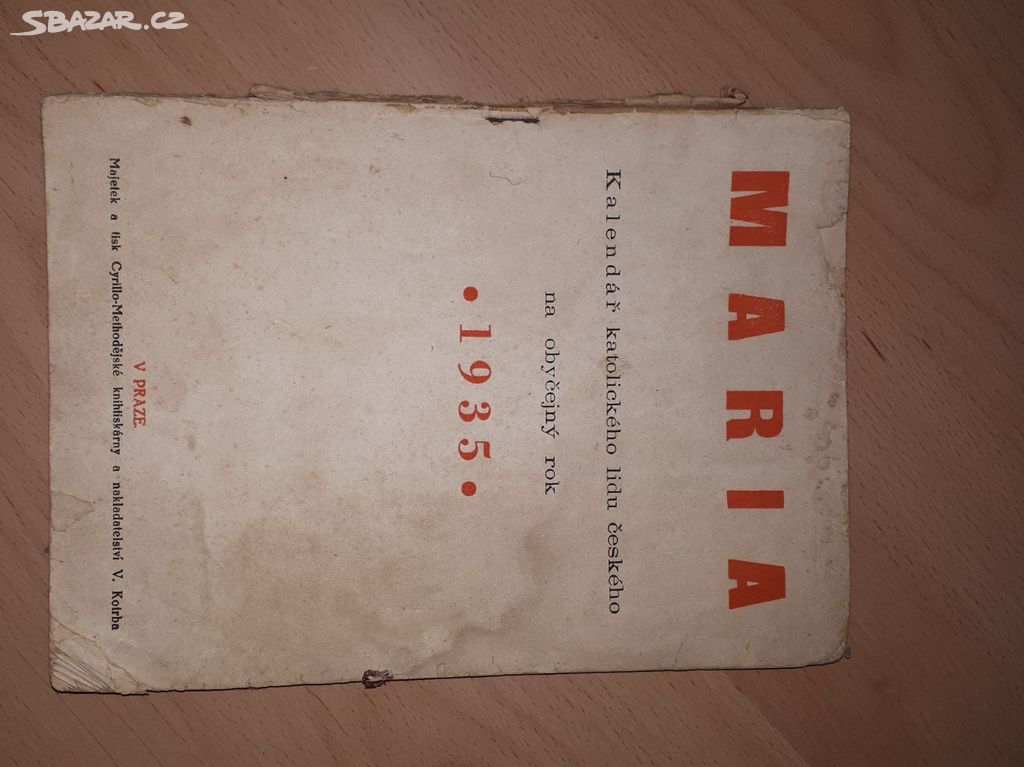 SBAZAR.CZ
MARIA
Kalendář katolického lidu českého
na obyčejný rok
• 1935 •
V PRAZE.
Majetek a tisk Cyrillo-Methodějské knihtiskárny a nakladatelství V. Kotrba